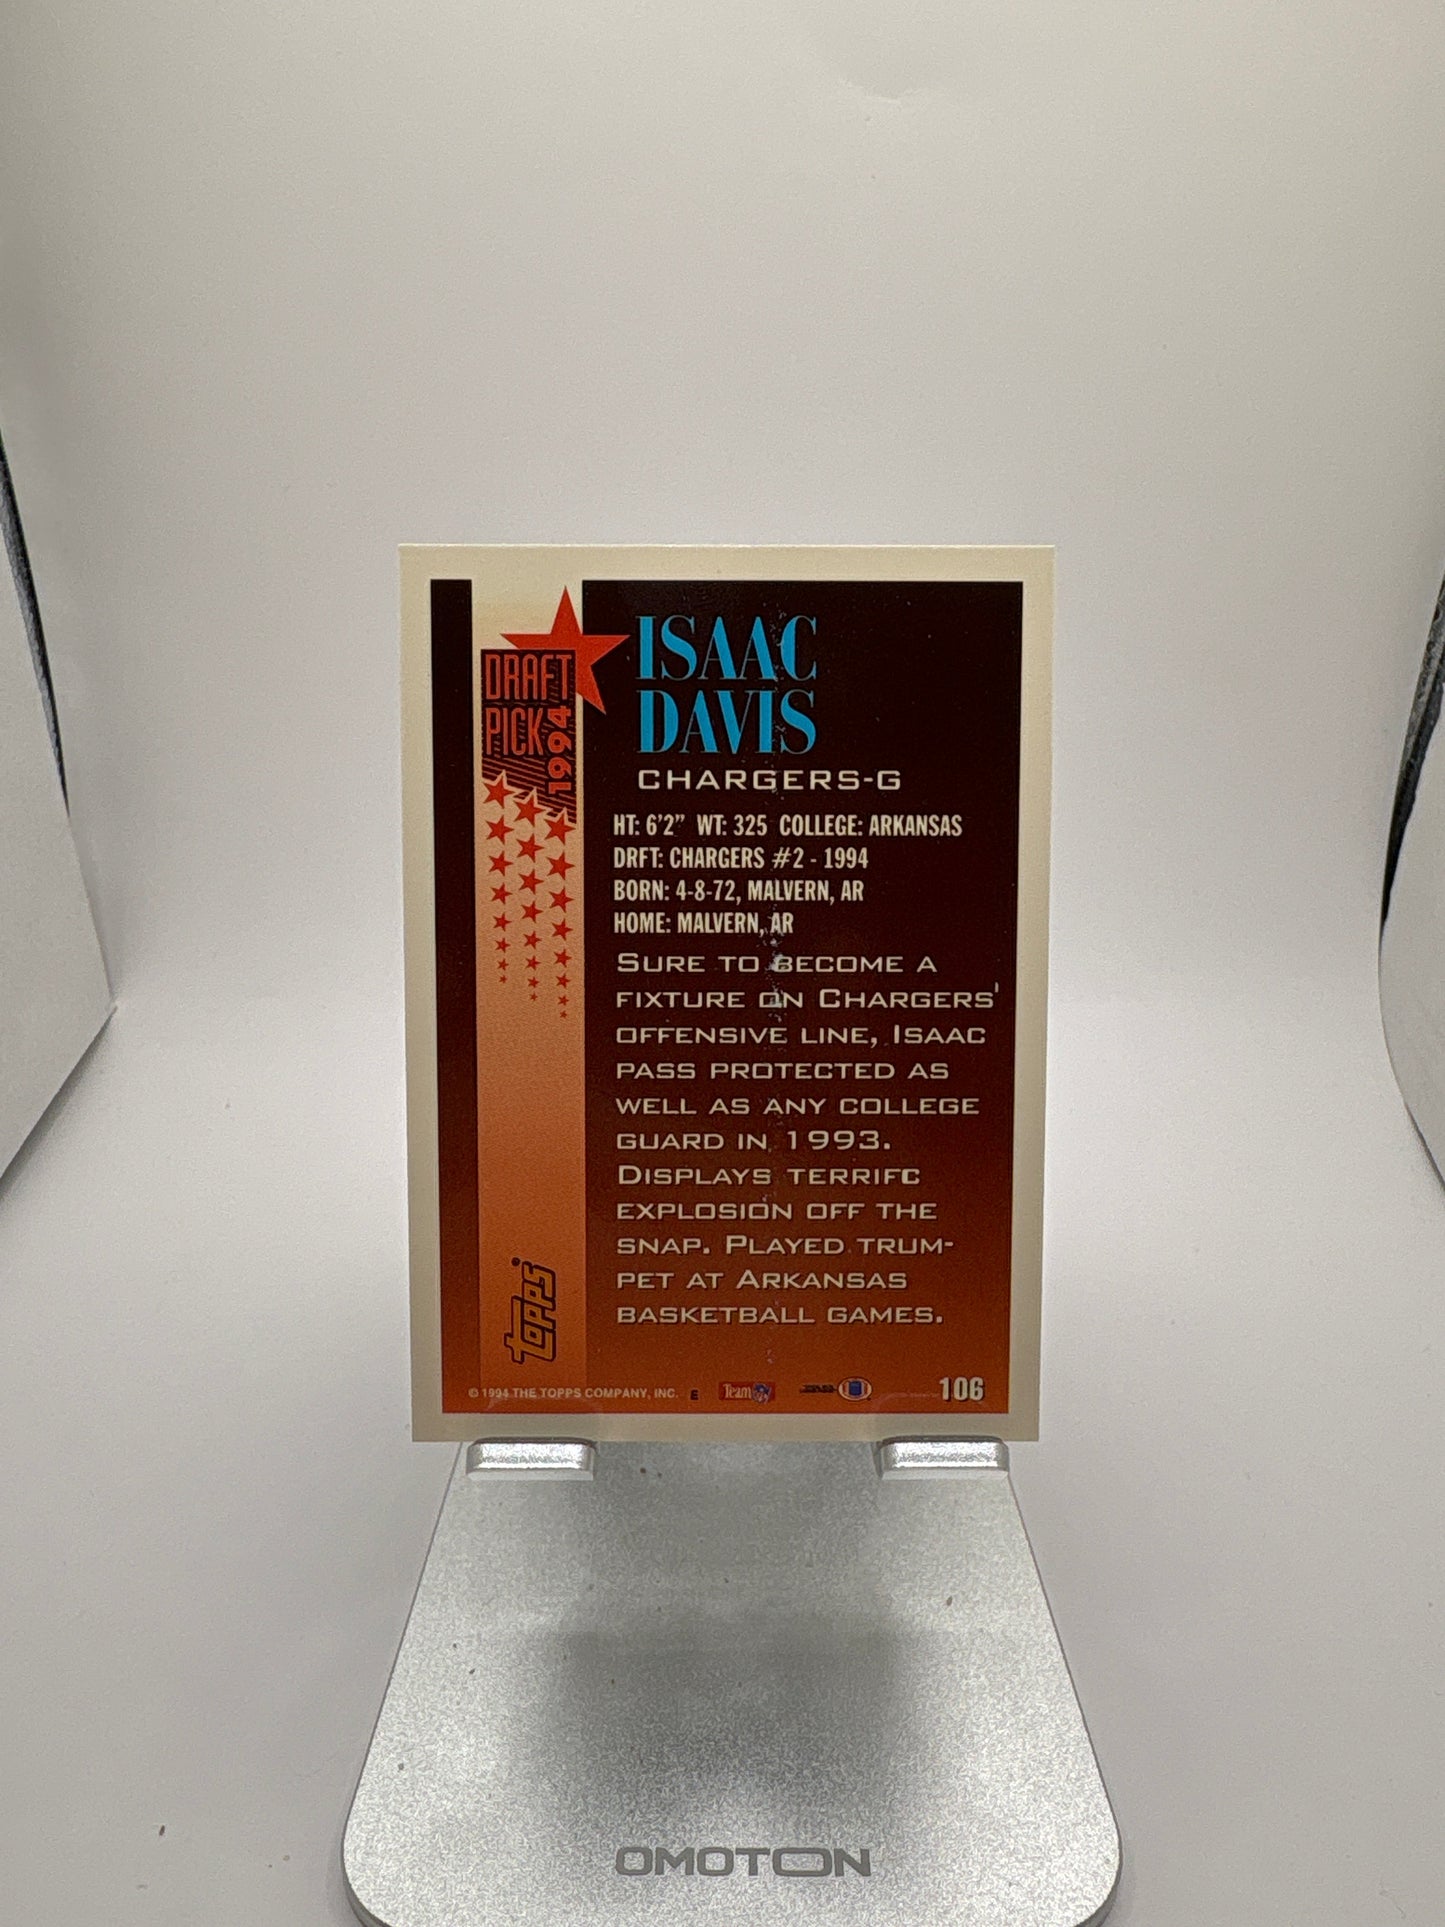 DRAFT
PICK
1994
ISAAC
DAVIS
CHARGERS-G
HT: 6'2" WT: 325 COLLEGE: ARKANSAS
DRFT: CHARGERS #2 - 1994
BORN: 4-8-72, MALVERN, AR
HOME: MALVERN, AR
SURE TO BECOME A
FIXTURE ON CHARGERS'
OFFENSIVE LINE, ISAAC
PASS PROTECTED AS
WELL AS ANY COLLEGE
GUARD IN 1993.
DISPLAYS TERRIFC
EXPLOSION OFF THE
SNAP. PLAYED TRUM-
PET AT ARKANSAS
BASKETBALL GAMES.
TOPPS®
© 1994 THE TOPPS COMPANY, INC. E Team 106
OMOTON